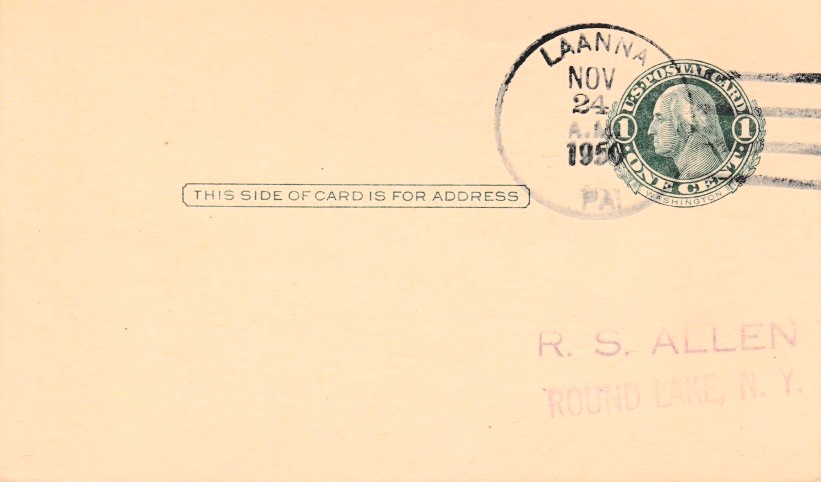 LAANNA
NOV
24
A.M.
1950
PA.
U.S. POSTAL CARD
1 1
ONE CENT
WASHINGTON
THIS SIDE OF CARD IS FOR ADDRESS
R. S. ALLEN
ROUND LAKE, N. Y.